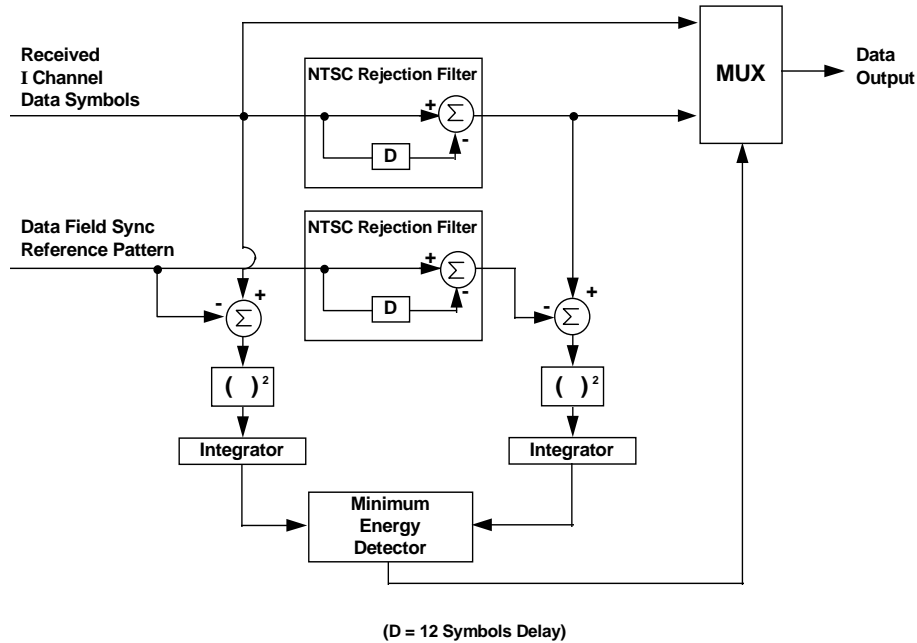 Received
I Channel
Data Symbols
NTSC Rejection Filter
+
Σ
-
D
MUX
Data
Output
Data Field Sync
Reference Pattern
NTSC Rejection Filter
+
Σ
-
D
-
+
Σ
-
+
Σ
( )²
( )²
Integrator
Integrator
Minimum
Energy
Detector
(D = 12 Symbols Delay)